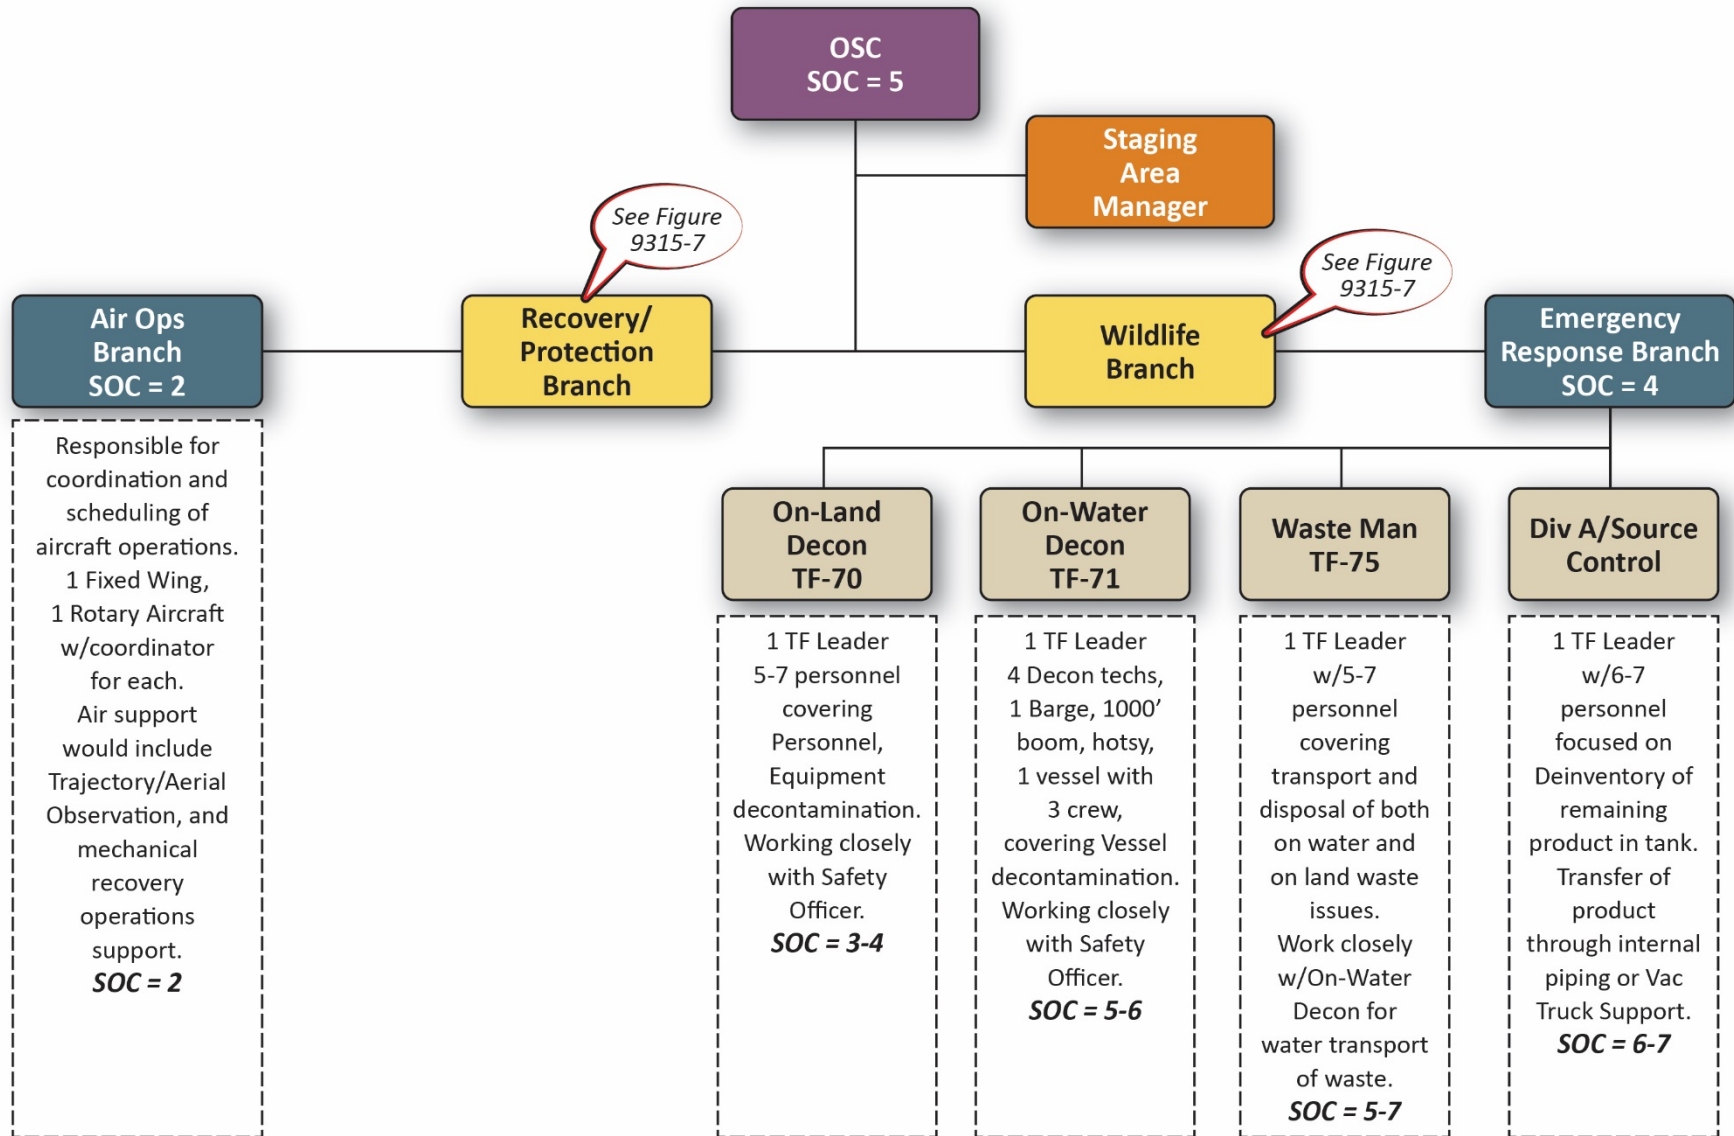 OSC
SOC = 5
Staging
Area
Manager
See Figure
9315-7
See Figure
9315-7
Air Ops
Branch
SOC = 2
Recovery/
Protection
Branch
Wildlife
Branch
Emergency
Response Branch
SOC = 4
Responsible for
coordination and
scheduling of
aircraft operations.
1 Fixed Wing,
1 Rotary Aircraft
w/coordinator
for each.
Air support
would include
Trajectory/Aerial
Observation, and
mechanical
recovery
operations
support.
SOC = 2
On-Land
Decon
TF-70
On-Water
Decon
TF-71
Waste Man
TF-75
Div A/Source
Control
1 TF Leader
5-7 personnel
covering
Personnel,
Equipment
decontamination.
Working closely
with Safety
Officer.
SOC = 3-4
1 TF Leader
4 Decon techs,
1 Barge, 1000’
boom, hotsy,
1 vessel with
3 crew,
covering Vessel
decontamination.
Working closely
with Safety
Officer.
SOC = 5-6
1 TF Leader
w/5-7
personnel
covering
transport and
disposal of both
on water and
on land waste
issues.
Work closely
w/On-Water
Decon for
water transport
of waste.
SOC = 5-7
1 TF Leader
w/6-7
personnel
focused on
Deinventory of
remaining
product in tank.
Transfer of
product
through internal
piping or Vac
Truck Support.
SOC = 6-7